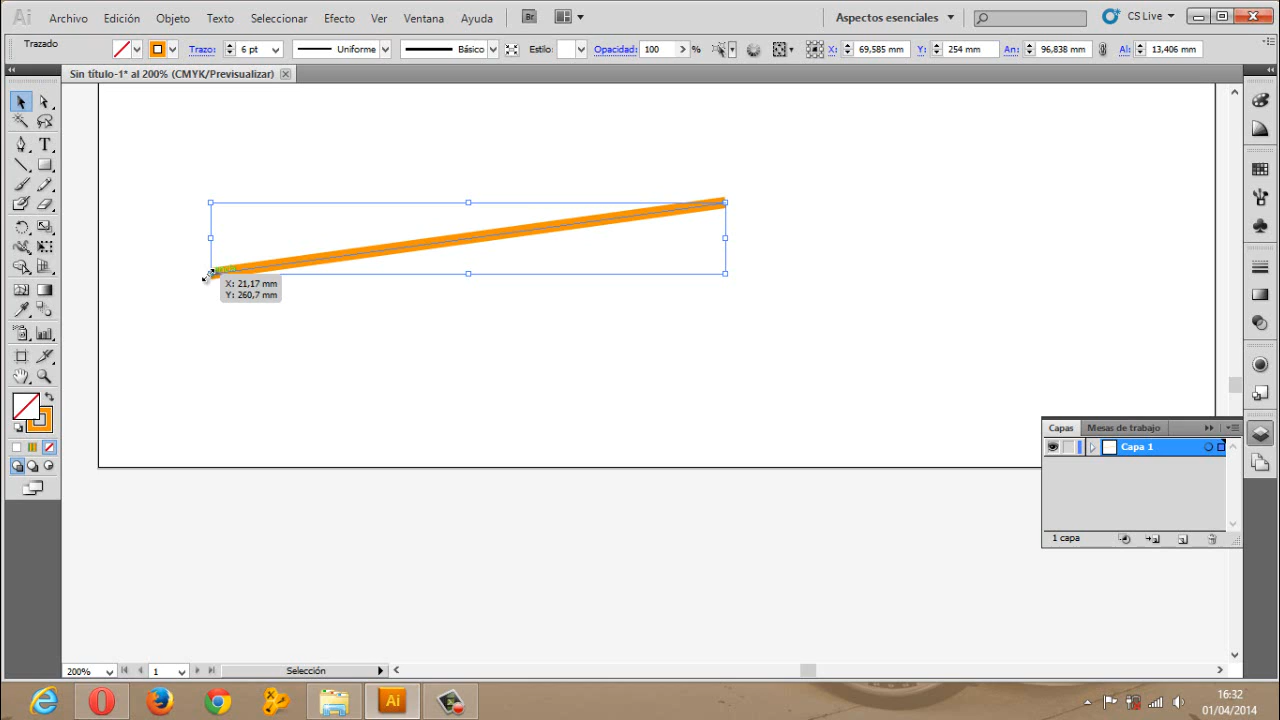 Ai Archivo Edición Objeto Texto Seleccionar Efecto Ver Ventana Ayuda Br Aspectos esenciales CS Live
Trazado Trazo: 6 pt Uniforme Básico Estilo: Opacidad: 100 % X: 69,585 mm Y: 254 mm An: 96,838 mm Al: 13,406 mm
Sin título-1* al 200% (CMYK/Previsualizar)
X: 21,17 mm
Y: 260,7 mm
Capas Mesas de trabajo
Capa 1
1 capa
200% 1 Selección
Ai
16:32
01/04/2014